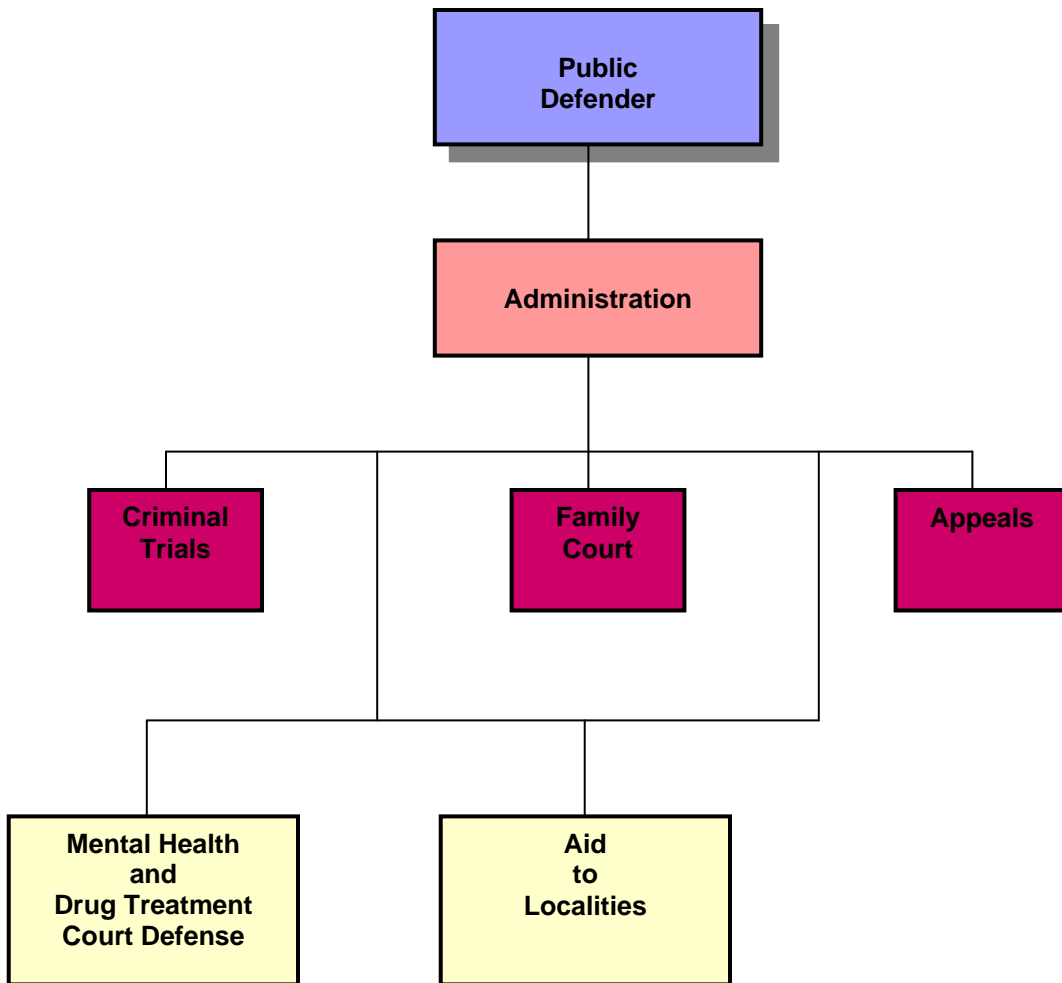 Public
Defender
Administration
Criminal
Trials
Family
Court
Appeals
Mental Health
and
Drug Treatment
Court Defense
Aid
to
Localities